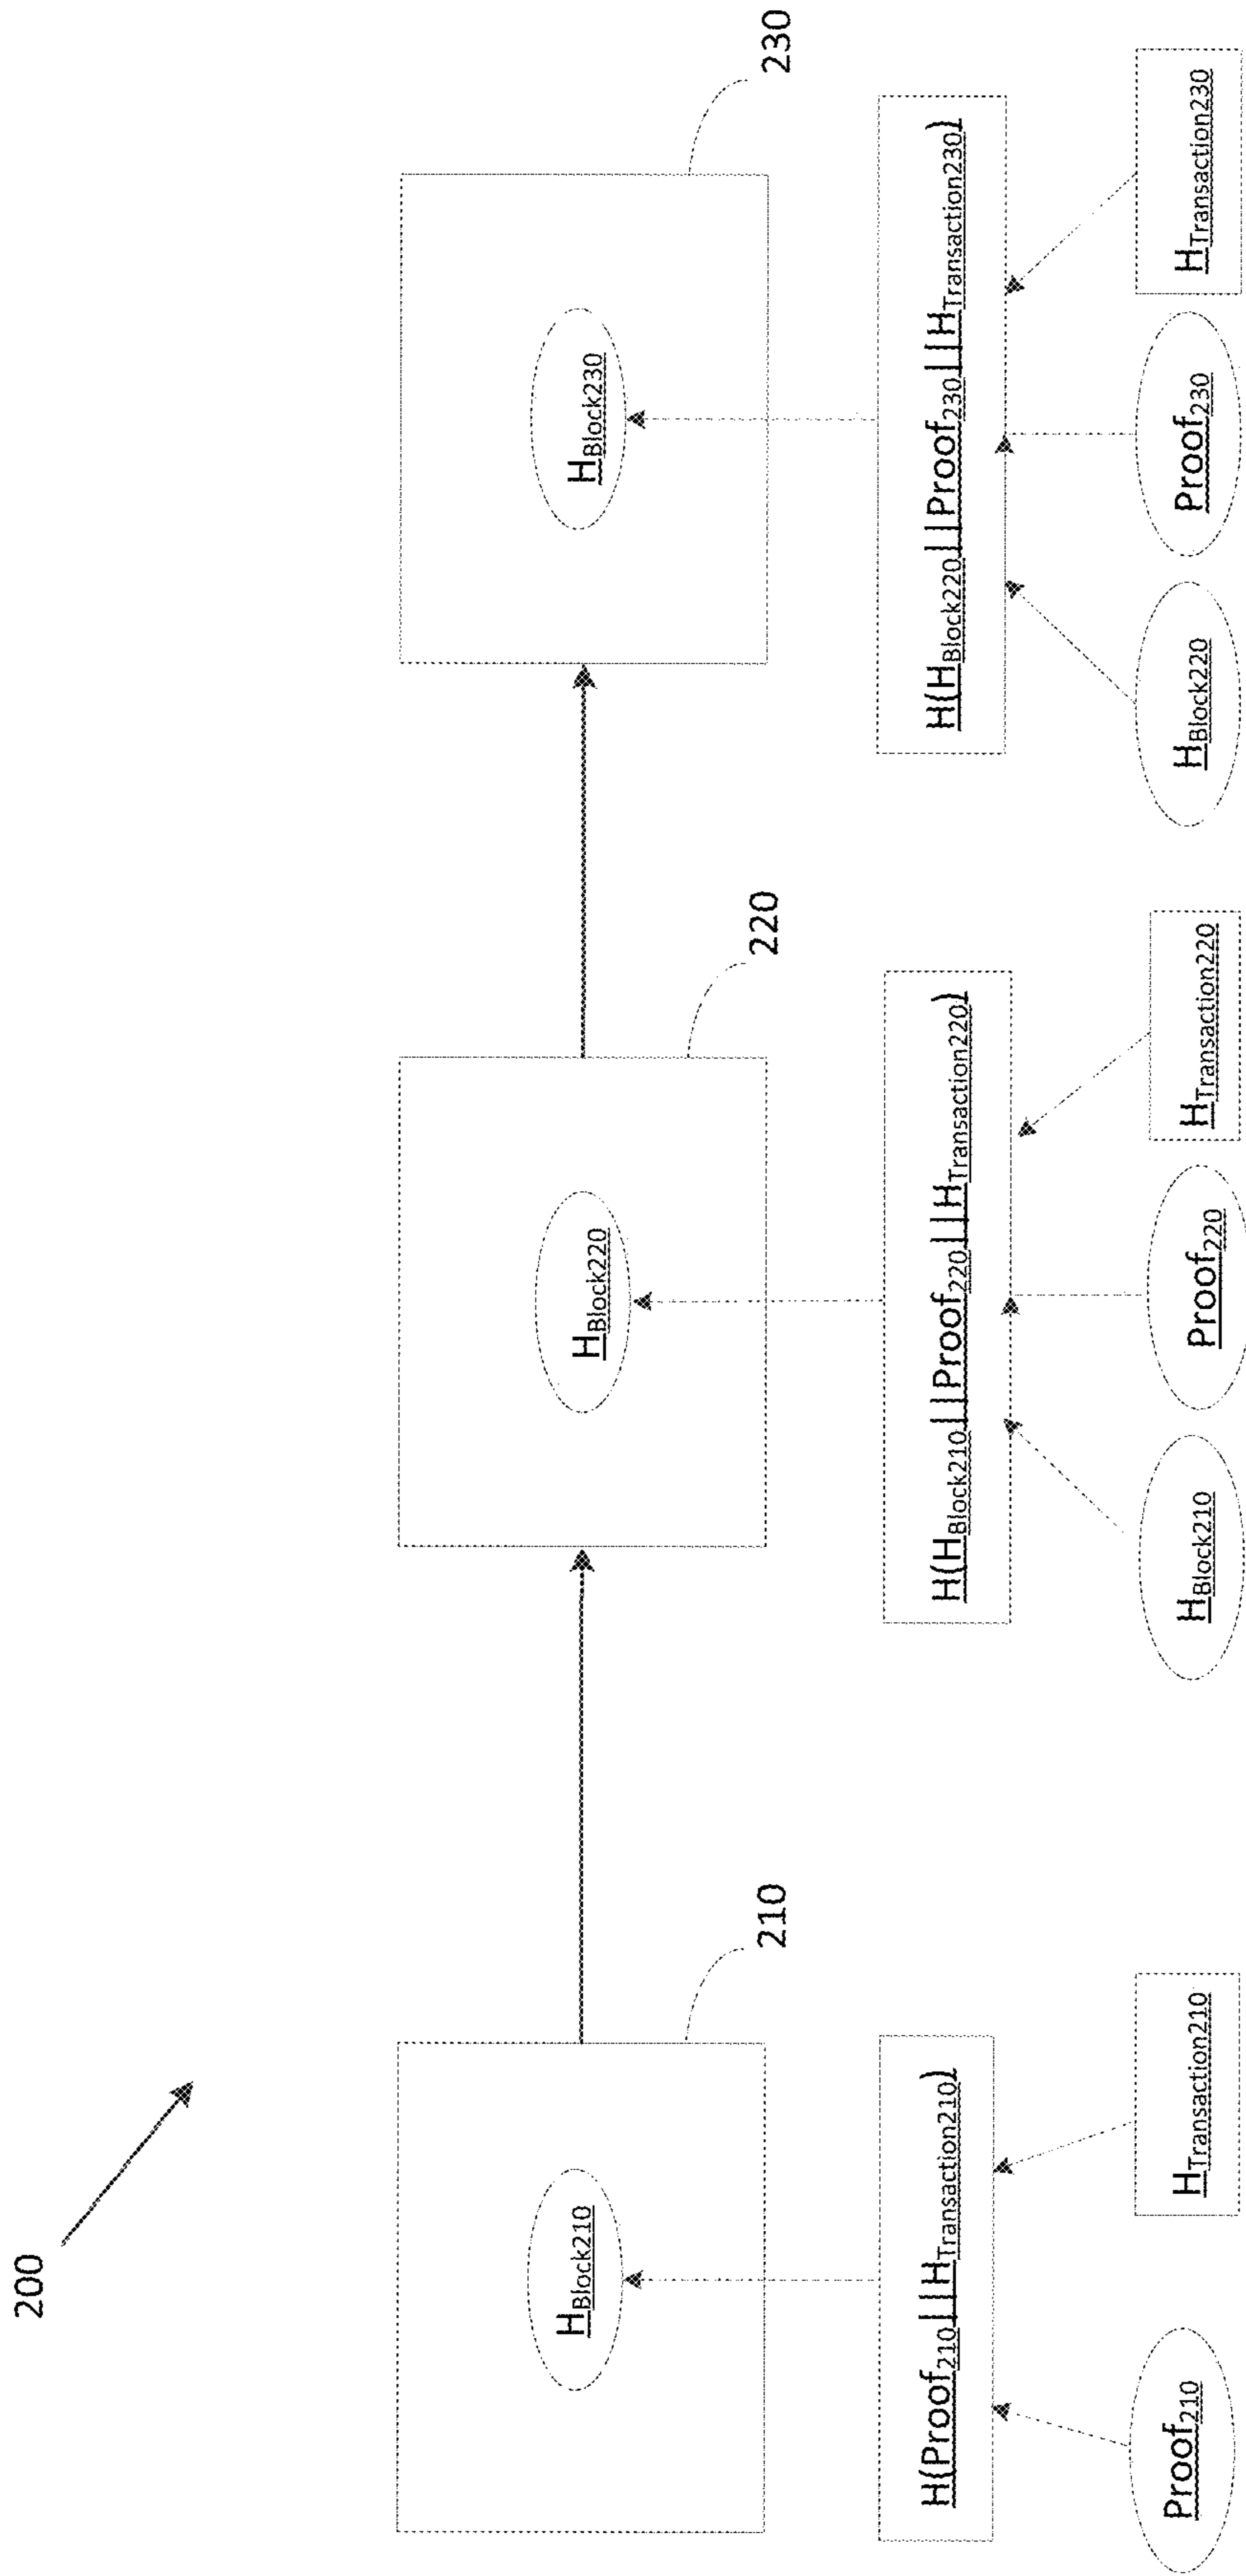 200
H_Block210
210
H(Proof_210||H_Transaction210)
Proof_210
H_Transaction210
H_Block220
220
H(H_Block210||Proof_220||H_Transaction220)
H_Block210
Proof_220
H_Transaction220
H_Block230
230
H(H_Block220||Proof_230||H_Transaction230)
H_Block220
Proof_230
H_Transaction230